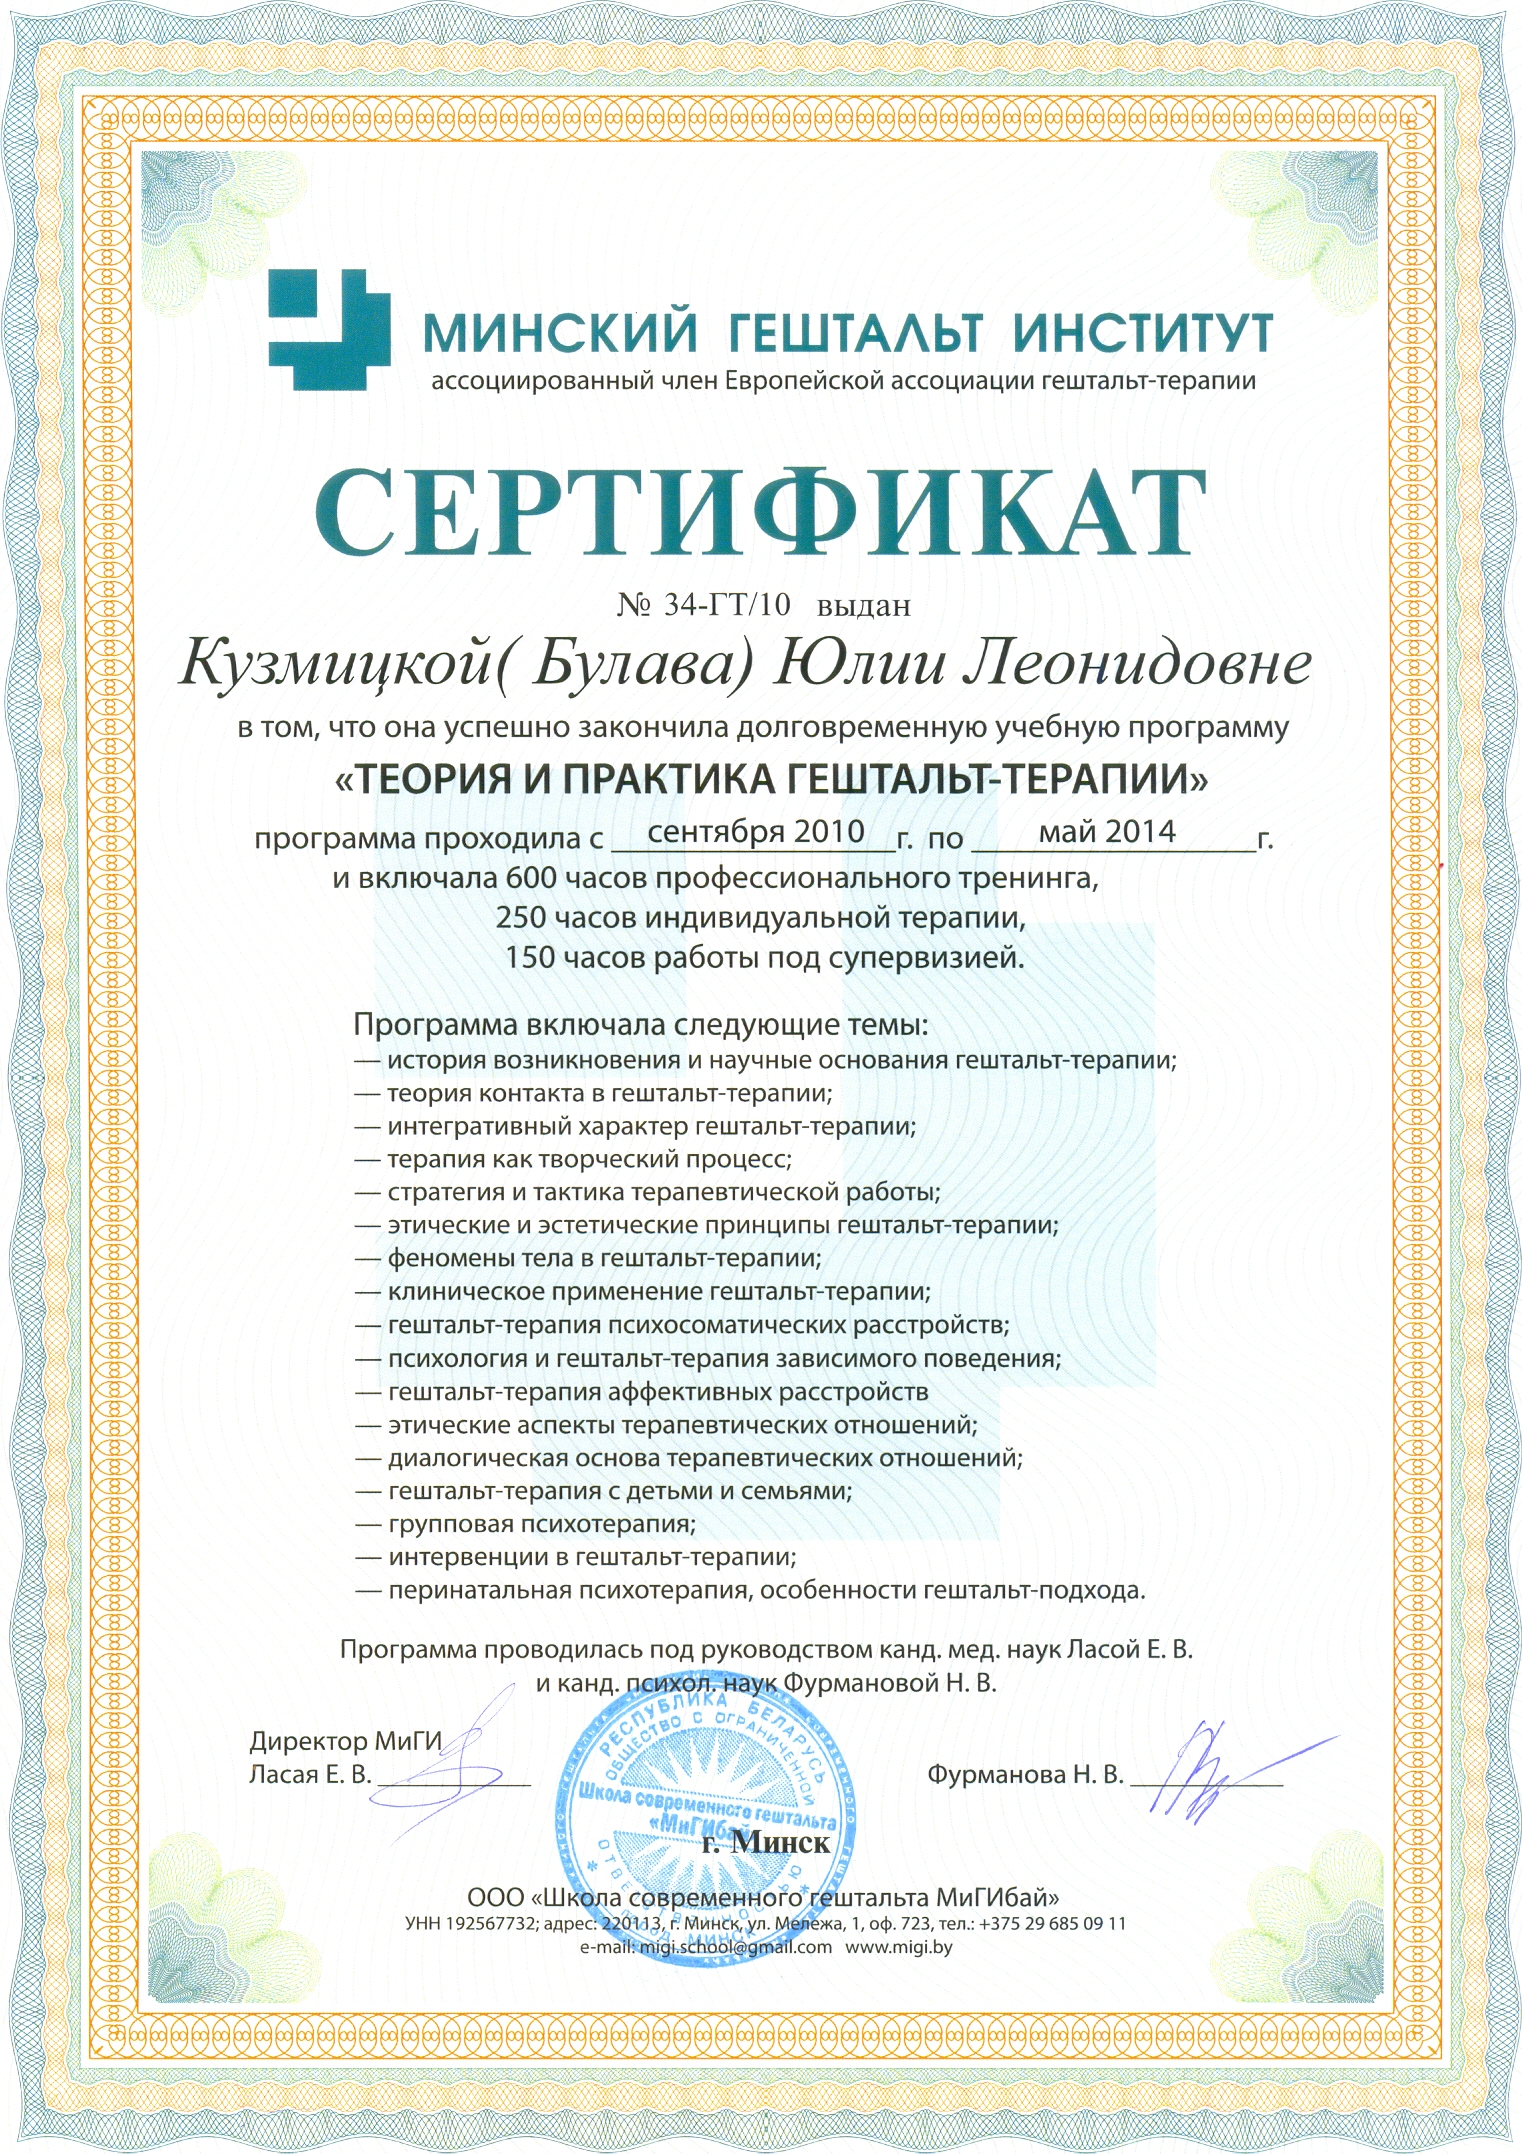 МИНСКИЙ ГЕШТАЛЬТ ИНСТИТУТ
ассоциированный член Европейской ассоциации гештальт-терапии
СЕРТИФИКАТ
№ 34-ГТ/10 выдан
Кузмицкой( Булава) Юлии Леонидовне
в том, что она успешно закончила долговременную учебную программу
«ТЕОРИЯ И ПРАКТИКА ГЕШТАЛЬТ-ТЕРАПИИ»
программа проходила с сентября 2010 г. по май 2014 г.
и включала 600 часов профессионального тренинга,
250 часов индивидуальной терапии,
150 часов работы под супервизией.
Программа включала следующие темы:
— история возникновения и научные основания гештальт-терапии;
— теория контакта в гештальт-терапии;
— интегративный характер гештальт-терапии;
— терапия как творческий процесс;
— стратегия и тактика терапевтической работы;
— этические и эстетические принципы гештальт-терапии;
— феномены тела в гештальт-терапии;
— клиническое применение гештальт-терапии;
— гештальт-терапия психосоматических расстройств;
— психология и гештальт-терапия зависимого поведения;
— гештальт-терапия аффективных расстройств
— этические аспекты терапевтических отношений;
— диалогическая основа терапевтических отношений;
— гештальт-терапия с детьми и семьями;
— групповая психотерапия;
— интервенции в гештальт-терапии;
— перинатальная психотерапия, особенности гештальт-подхода.
Программа проводилась под руководством канд. мед. наук Ласой Е. В.
и канд. психол. наук Фурмановой Н. В.
Директор МиГИ
Ласая Е. В.
Фурманова Н. В.
РЕСПУБЛИКА БЕЛАРУСЬ
ОБЩЕСТВО С ОГРАНИЧЕННОЙ
Школа современного гештальта
«МиГИбай»
ОТВЕТСТВЕННОСТЬЮ
город МИНСК
г. Минск
ООО «Школа современного гештальта МиГИбай»
УНН 192567732; адрес: 220113, г. Минск, ул. Мележа, 1, оф. 723, тел.: +375 29 685 09 11
e-mail: migi.school@gmail.com www.migi.by